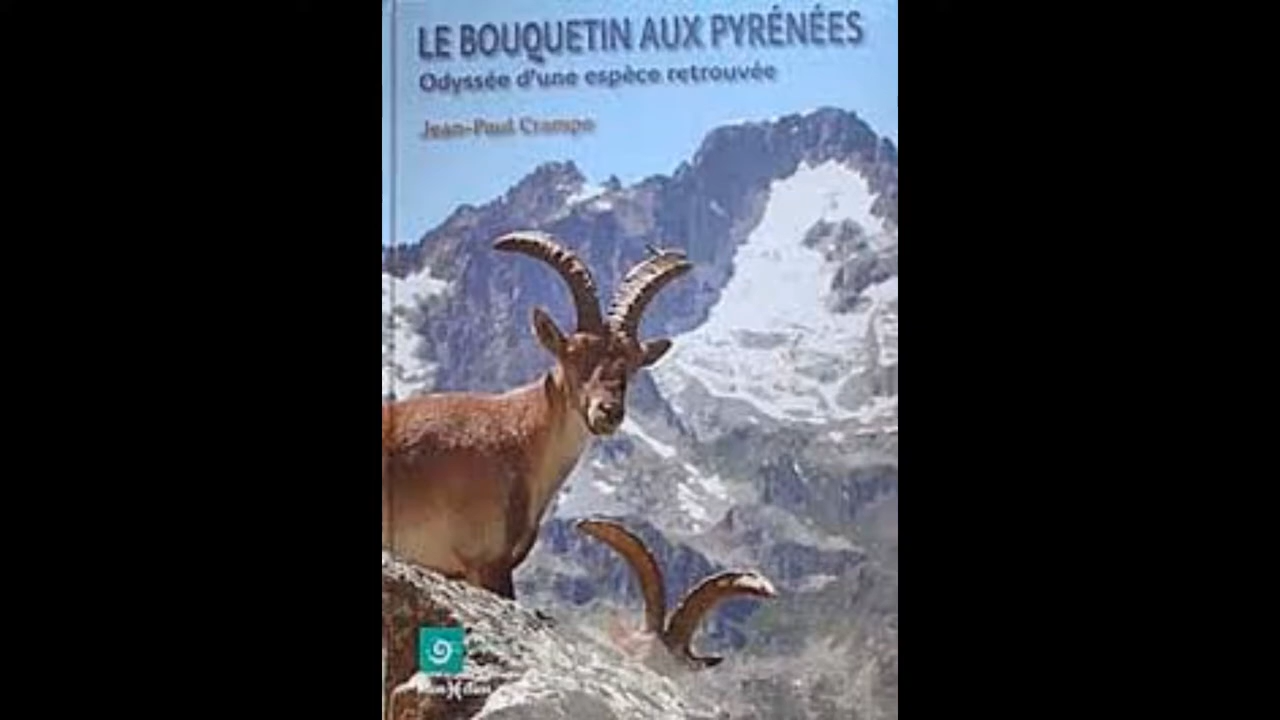 LE BOUQUETIN AUX PYRÉNÉES
Odyssée d'une espèce retrouvée
Jean-Paul Crampe